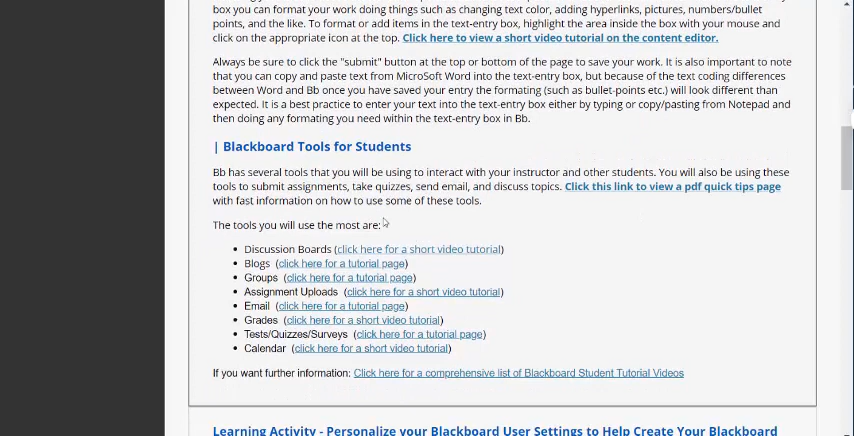 box you can format your work doing things such as changing text color, adding hyperlinks, pictures, numbers/bullet
points, and the like. To format or add items in the text-entry box, highlight the area inside the box with your mouse and
click on the appropriate icon at the top. Click here to view a short video tutorial on the content editor.
Always be sure to click the "submit" button at the top or bottom of the page to save your work. It is also important to note
that you can copy and paste text from MicroSoft Word into the text-entry box, but because of the text coding differences
between Word and Bb once you have saved your entry the formating (such as bullet-points etc.) will look different than
expected. It is a best practice to enter your text into the text-entry box either by typing or copy/pasting from Notepad and
then doing any formating you need within the text-entry box in Bb.
| Blackboard Tools for Students
Bb has several tools that you will be using to interact with your instructor and other students. You will also be using these
tools to submit assignments, take quizzes, send email, and discuss topics. Click this link to view a pdf quick tips page
with fast information on how to use some of these tools.
The tools you will use the most are:
• Discussion Boards (click here for a short video tutorial)
• Blogs (click here for a tutorial page)
• Groups (click here for a tutorial page)
• Assignment Uploads (click here for a short video tutorial)
• Email (click here for a tutorial page)
• Grades (click here for a short video tutorial)
• Tests/Quizzes/Surveys (click here for a tutorial page)
• Calendar (click here for a short video tutorial)
If you want further information: Click here for a comprehensive list of Blackboard Student Tutorial Videos
Learning Activity - Personalize your Blackboard User Settings to Help Create Your Blackboard